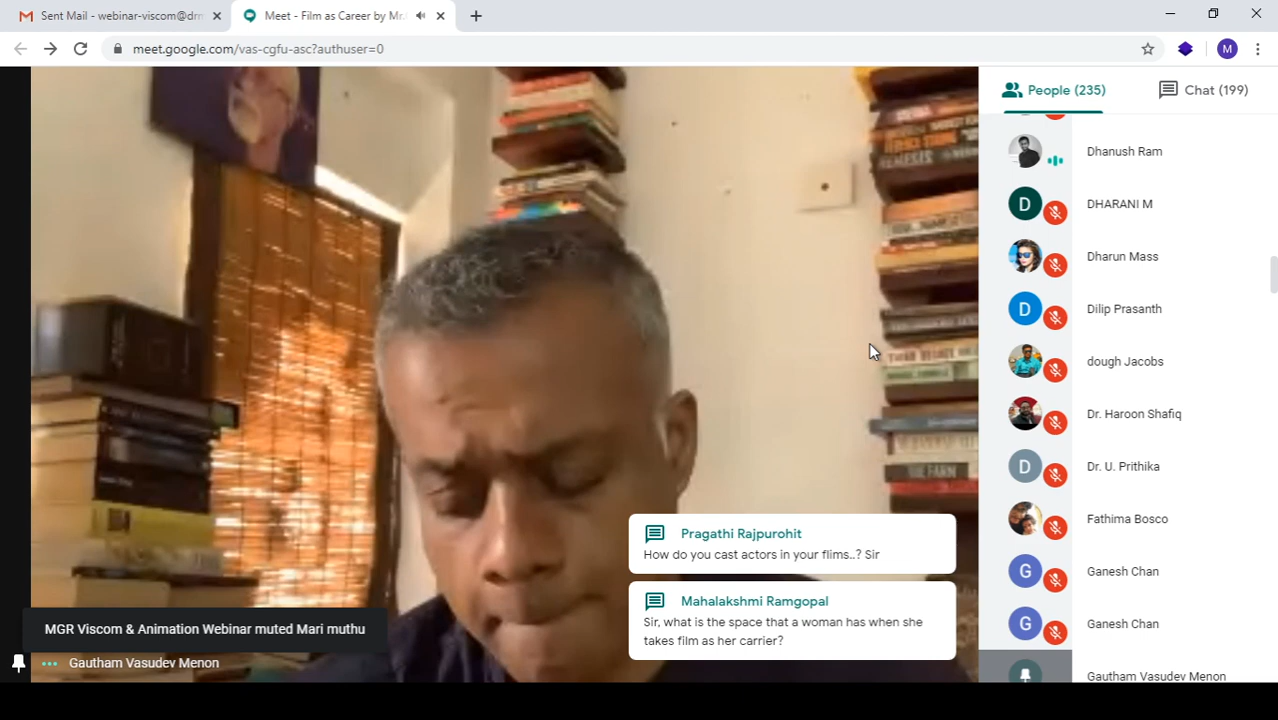 Sent Mail - webinar-viscom@drm
Meet - Film as Career by Mr.
meet.google.com/vas-cgfu-asc?authuser=0
M
People (235)
Chat (199)
Dhanush Ram
D
DHARANI M
Dharun Mass
D
Dilip Prasanth
dough Jacobs
Dr. Haroon Shafiq
D
Dr. U. Prithika
Fathima Bosco
G
Ganesh Chan
G
Ganesh Chan
Gautham Vasudev Menon
NEMESIS
THE FARM
Pragathi Rajpurohit
How do you cast actors in your flims..? Sir
Mahalakshmi Ramgopal
Sir, what is the space that a woman has when she
takes film as her carrier?
MGR Viscom & Animation Webinar muted Mari muthu
Gautham Vasudev Menon